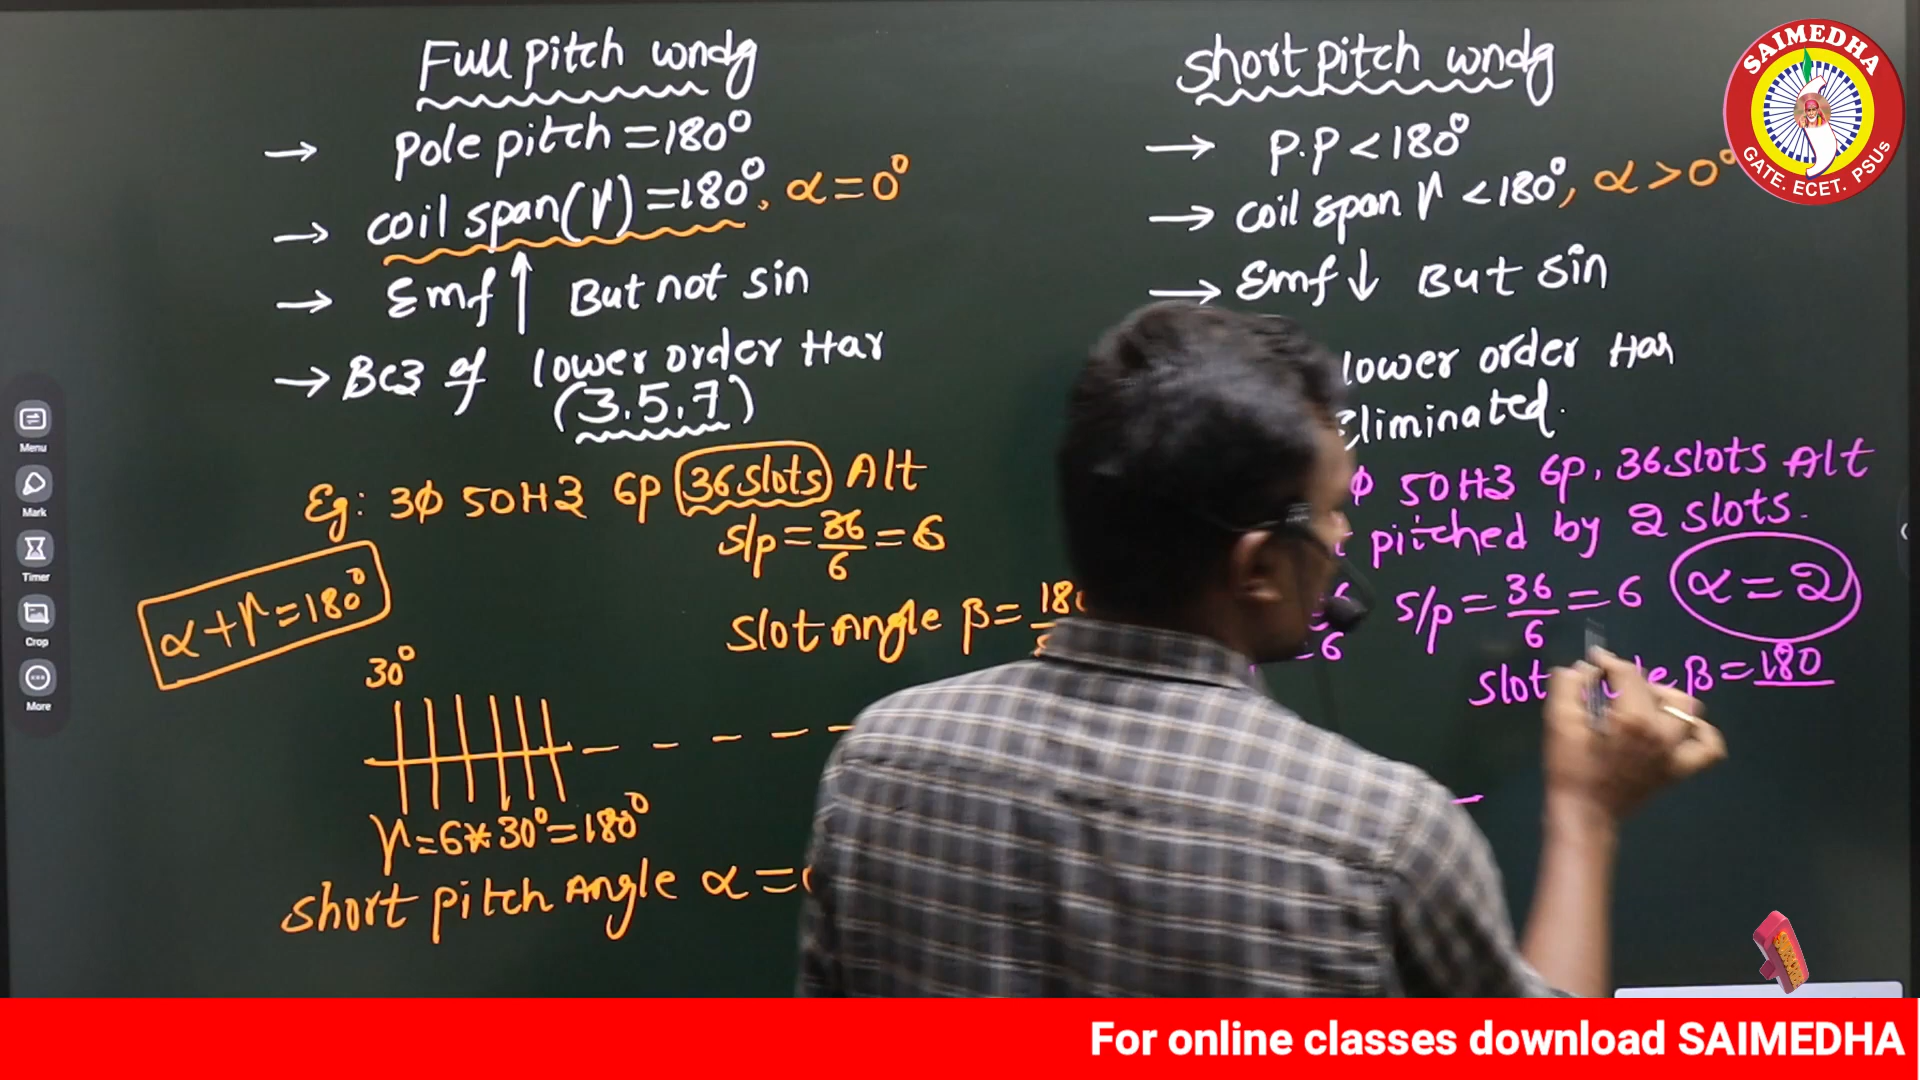 Full pitch wndg
→ pole pitch = 180°
→ coil span(γ) = 180°, α = 0°
→ Emf ↑ But not sin
→ Bcz of lower order Har
(3.5.7)
Eg: 3ϕ 50Hz 6p 36 slots Alt
s/p = 36/6 = 6
α + γ = 180°
slot Angle β =
30°
γ = 6 * 30° = 180°
short pitch Angle α =
short pitch wndg
→ p.p < 180°
→ coil span γ < 180°, α > 0°
→ Emf ↓ But sin
lower order Har
Eliminated.
ϕ 50Hz 6p, 36 slots Alt
pitched by 2 slots.
s/p = 36/6 = 6
α = 2
slot β = 180
SAIMEDHA
GATE. ECET. PSUs
Menu
Mark
Timer
Crop
More
For online classes download SAIMEDHA